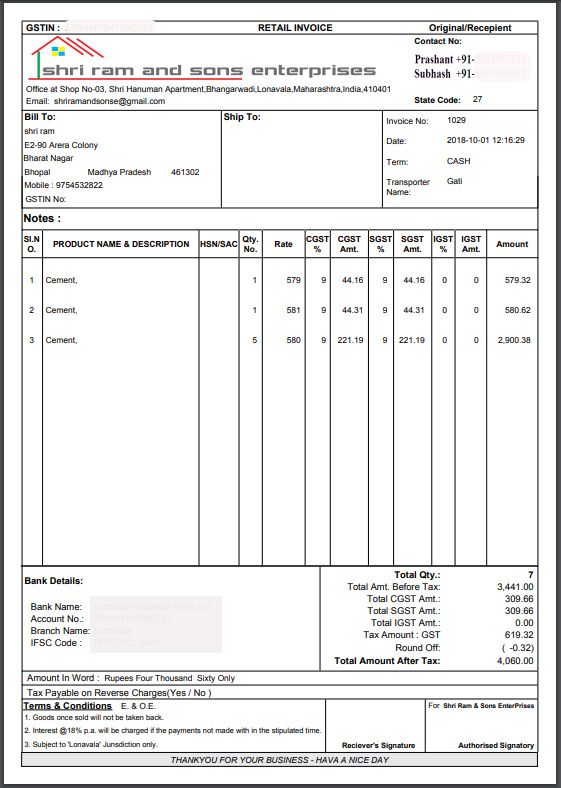 GSTIN :
RETAIL INVOICE
Original/Recepient
shri ram and sons enterprises
Contact No:
Prashant +91-
Subhash +91-
Office at Shop No-03, Shri Hanuman Apartment,Bhangarwadi,Lonavala,Maharashtra,India,410401
Email: shriramandsonse@gmail.com
State Code: 27
Bill To:
shri ram
E2-90 Arera Colony
Bharat Nagar
Bhopal Madhya Pradesh 461302
Mobile : 9754532822
GSTIN No:
Ship To:
Invoice No: 1029
Date: 2018-10-01 12:16:29
Term: CASH
Transporter Name: Gati
Notes :
SI.N O. PRODUCT NAME & DESCRIPTION HSN/SAC Qty. No. Rate CGST % CGST Amt. SGST % SGST Amt. IGST % IGST Amt. Amount
1 Cement, 1 579 9 44.16 9 44.16 0 0 579.32
2 Cement, 1 581 9 44.31 9 44.31 0 0 580.62
3 Cement, 5 580 9 221.19 9 221.19 0 0 2,900.38
Bank Details:
Bank Name:
Account No.:
Branch Name:
IFSC Code :
Total Qty.: 7
Total Amt. Before Tax: 3,441.00
Total CGST Amt.: 309.66
Total SGST Amt.: 309.66
Total IGST Amt.: 0.00
Tax Amount : GST 619.32
Round Off: ( -0.32)
Total Amount After Tax: 4,060.00
Amount In Word : Rupees Four Thousand Sixty Only
Tax Payable on Reverse Charges(Yes / No )
Terms & Conditions E. & O.E.
1. Goods once sold will not be taken back.
2. Interest @18% p.a. will be charged if the payments not made with in the stipulated time.
3. Subject to 'Lonavala' Junsdiction only.
Reciever's Signature
For Shri Ram & Sons EnterPrises
Authorised Signatory
THANKYOU FOR YOUR BUSINESS - HAVA A NICE DAY